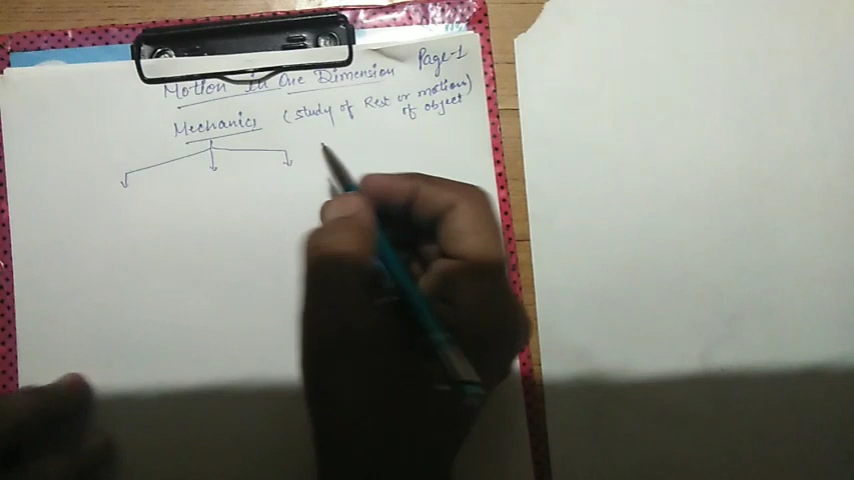 Page-1
Motion in One Dimension
Mechanics (study of Rest or motion
of object)